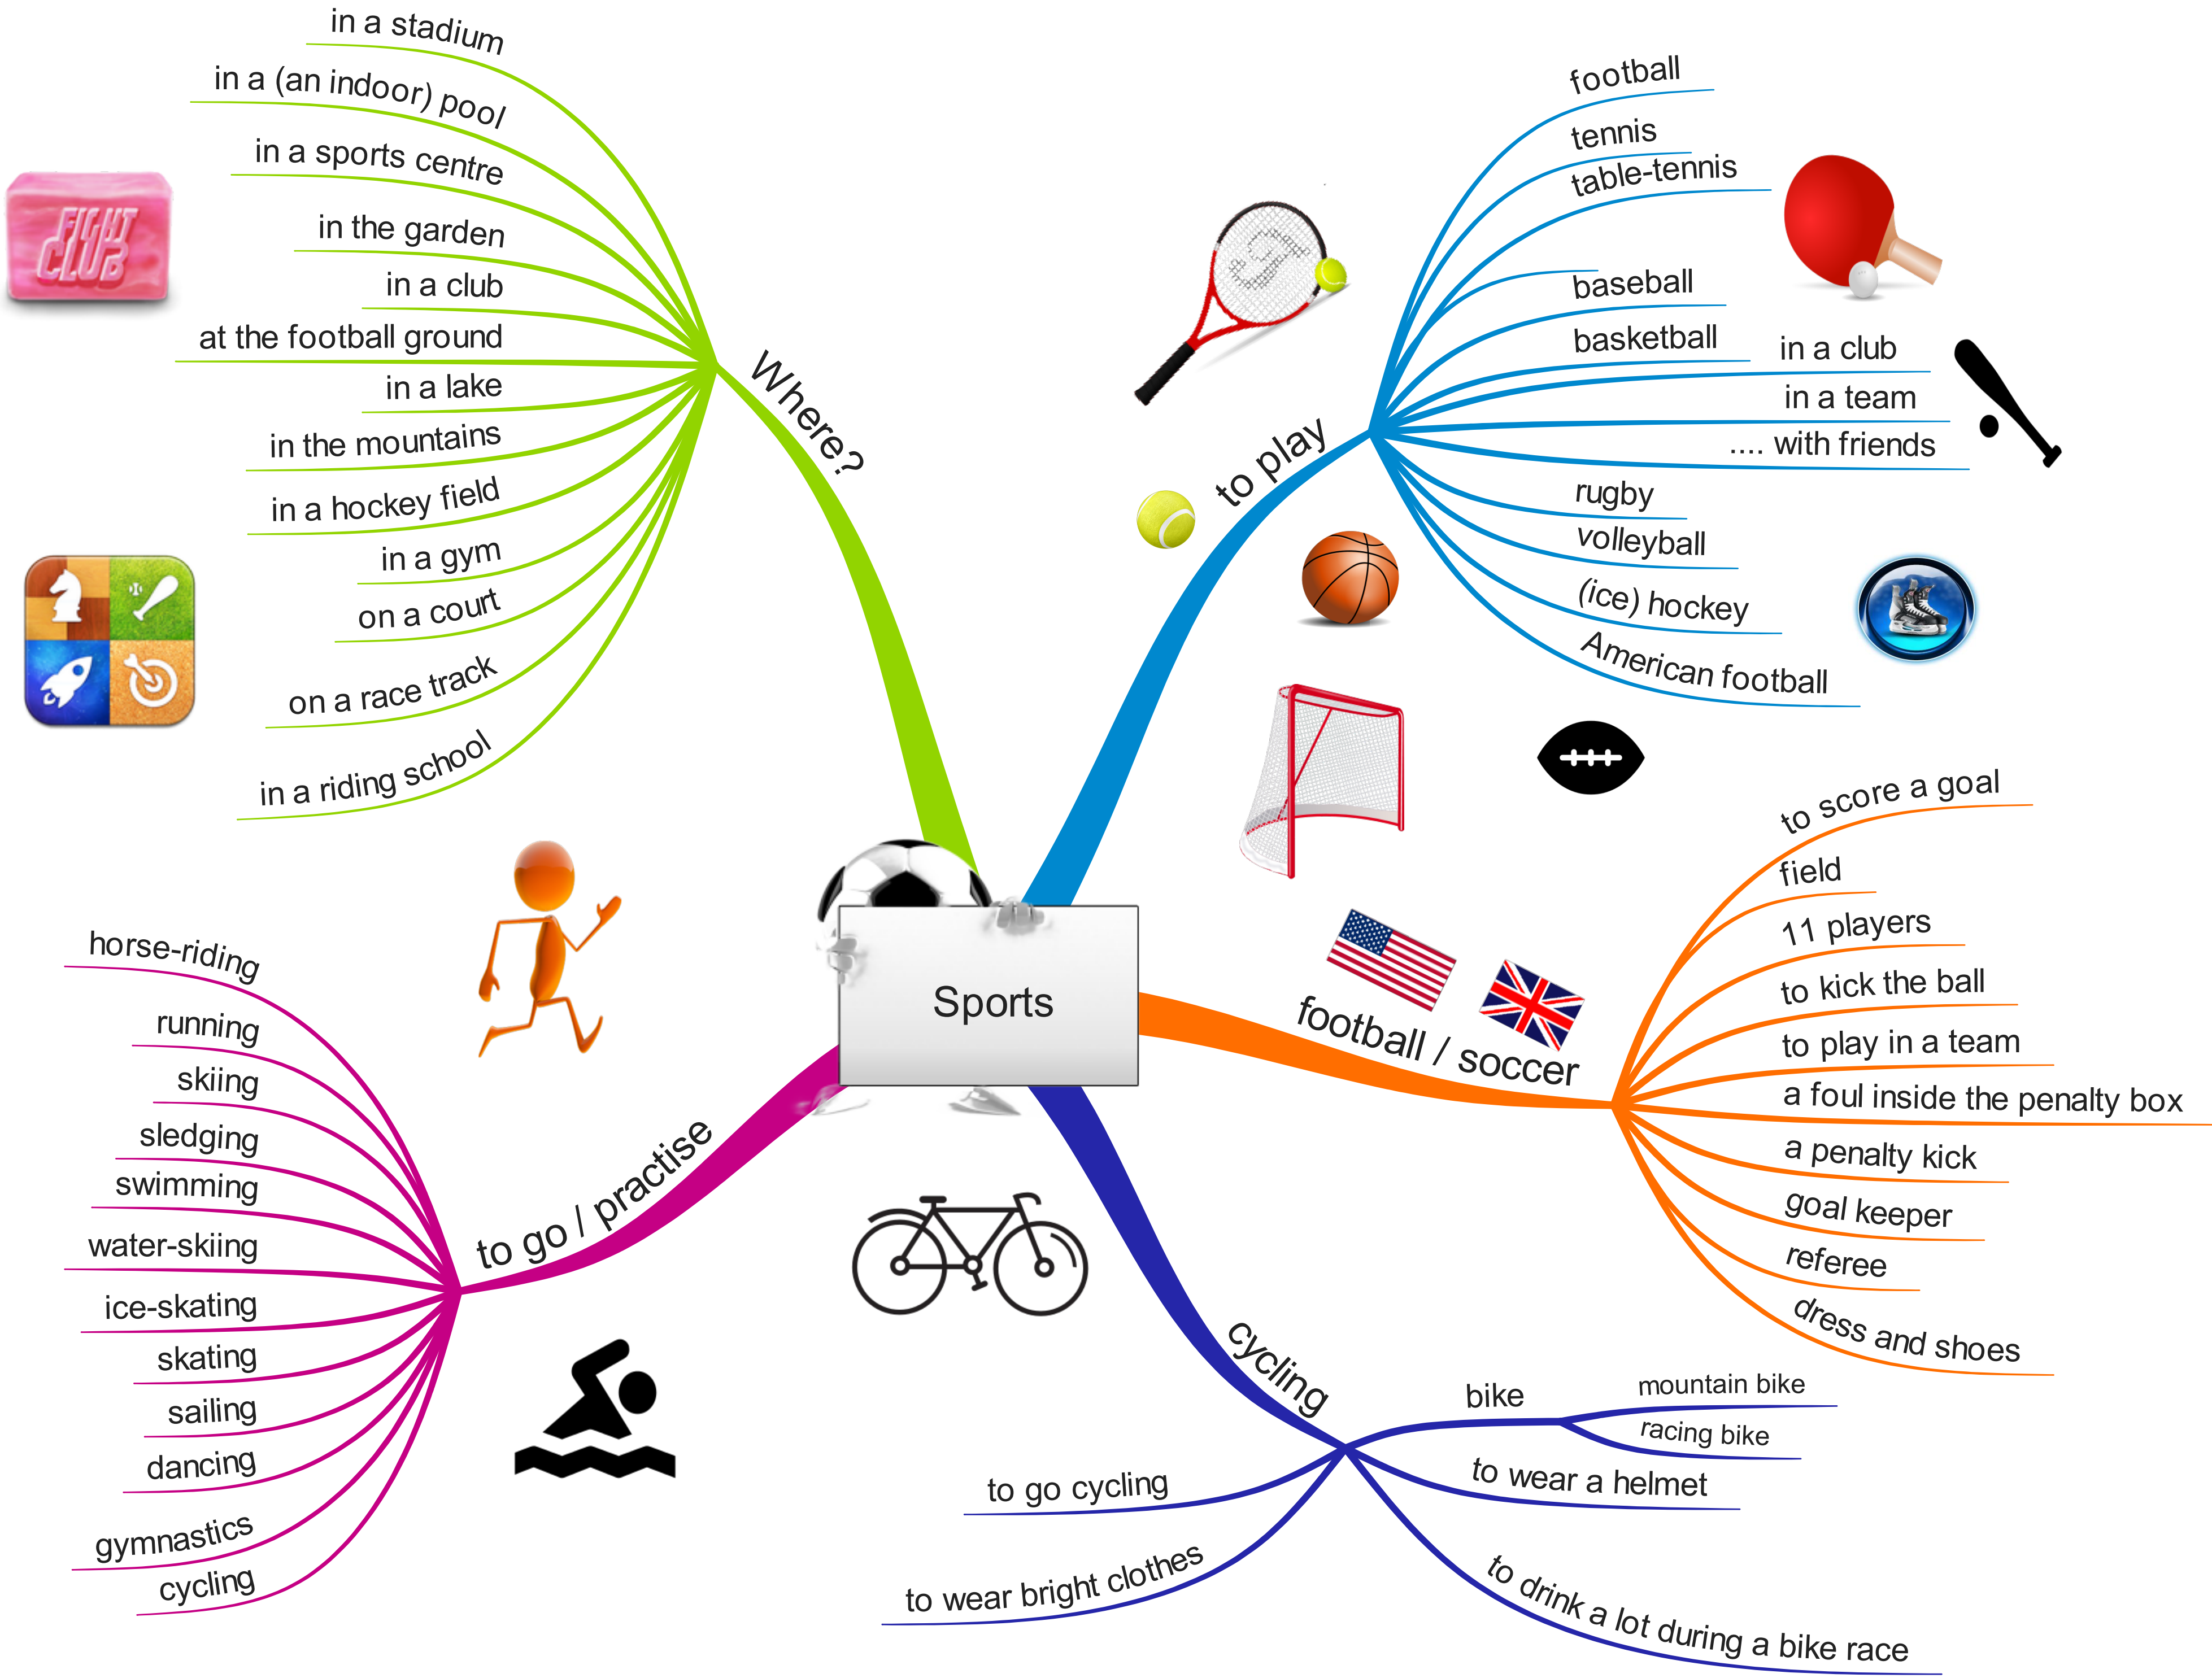 Sports
Where?
in a stadium
in a (an indoor) pool
in a sports centre
in the garden
in a club
at the football ground
in a lake
in the mountains
in a hockey field
in a gym
on a court
on a race track
in a riding school
FIGHT
CLUB
to play
football
tennis
table-tennis
baseball
basketball
in a club
in a team
.... with friends
rugby
volleyball
(ice) hockey
American football
football / soccer
to score a goal
field
11 players
to kick the ball
to play in a team
a foul inside the penalty box
a penalty kick
goal keeper
referee
dress and shoes
cycling
bike
mountain bike
racing bike
to wear a helmet
to drink a lot during a bike race
to go cycling
to wear bright clothes
to go / practise
horse-riding
running
skiing
sledging
swimming
water-skiing
ice-skating
skating
sailing
dancing
gymnastics
cycling